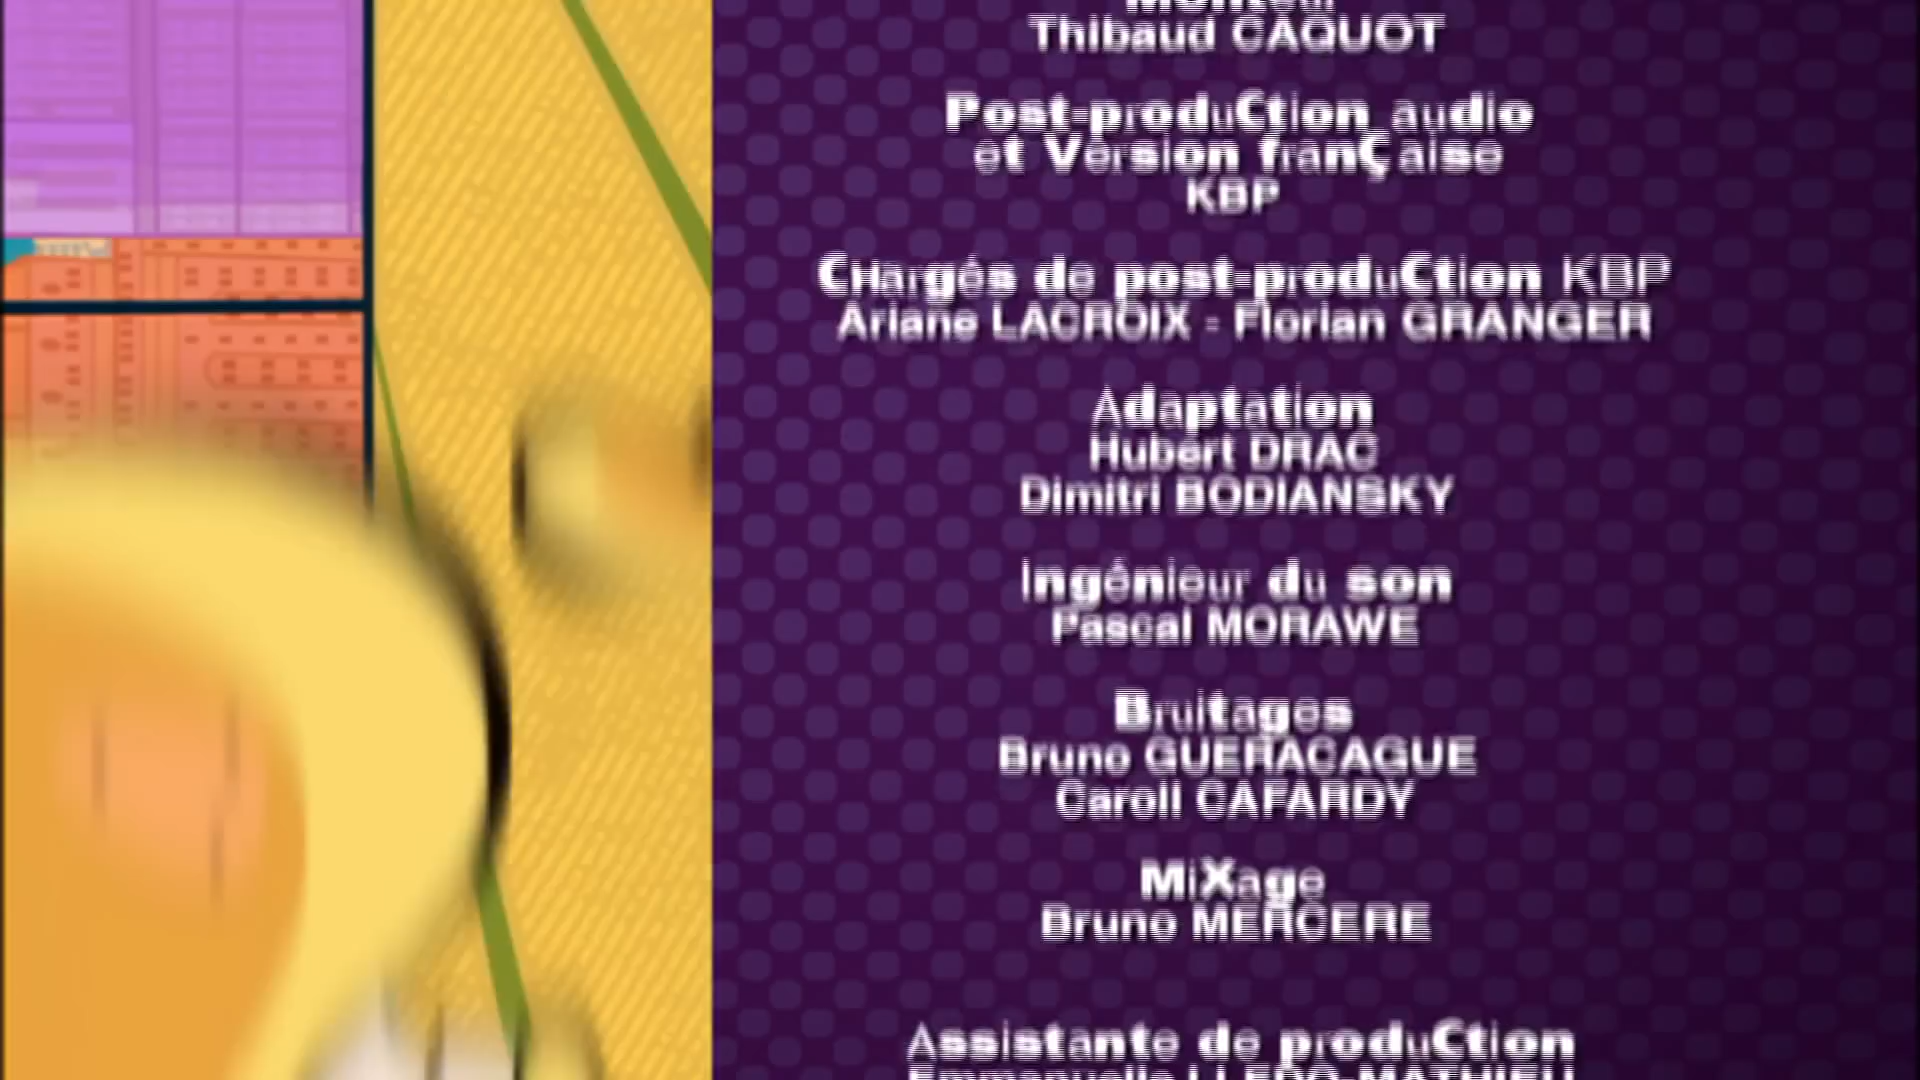 Monteur
Thibaud CAQUOT
Post-produCtion audio
et Version franÇaise
KBP
CHargés de post-produCtion KBP
Ariane LACROIX - Florian GRANGER
Adaptation
Hubert DRAC
Dimitri BODIANSKY
Ingénieur du son
Pascal MORAWE
Bruitages
Bruno GUERACAGUE
Caroll CAFARDY
MiXage
Bruno MERCERE
Assistante de produCtion